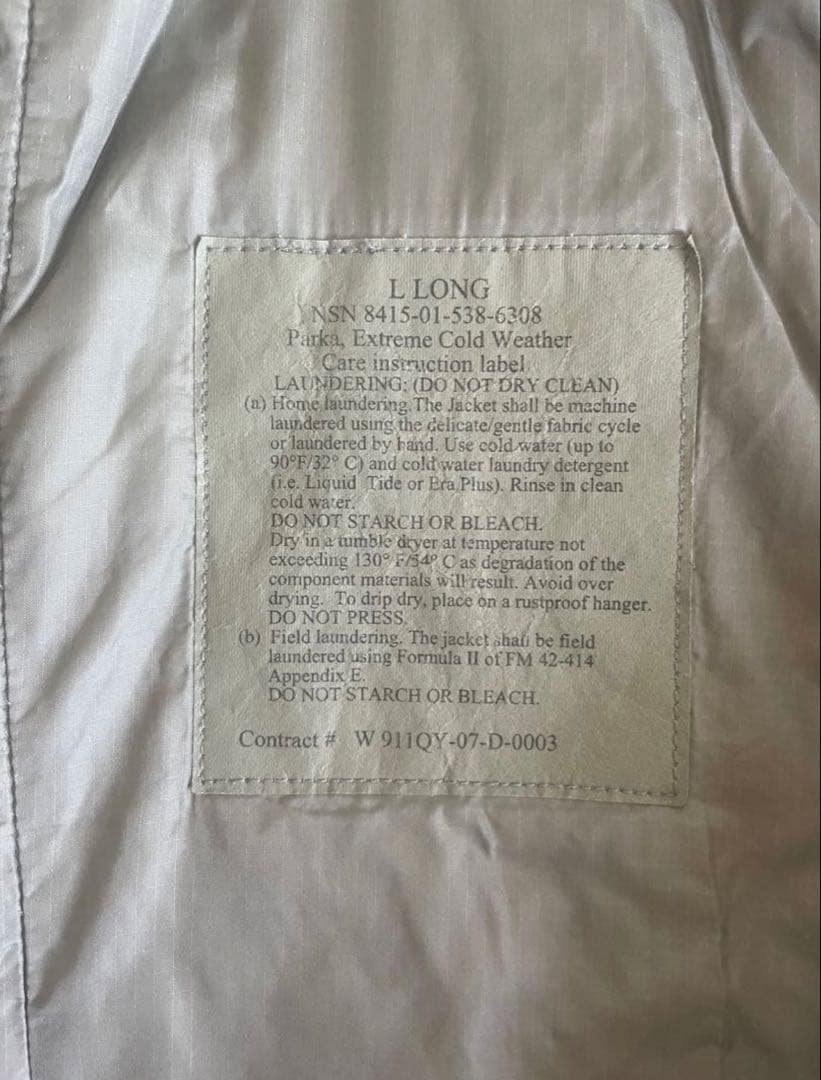 L LONG
NSN 8415-01-538-6308
Parka, Extreme Cold Weather
Care instruction label
LAUNDERING: (DO NOT DRY CLEAN)
(a) Home laundering. The Jacket shall be machine
laundered using the delicate/gentle fabric cycle
or laundered by hand. Use cold water (up to
90°F/32° C) and cold water laundry detergent
(i.e. Liquid Tide or Era Plus). Rinse in clean
cold water.
DO NOT STARCH OR BLEACH.
Dry in a tumble dryer at temperature not
exceeding 130° F/54° C as degradation of the
component materials will result. Avoid over
drying. To drip dry, place on a rustproof hanger.
DO NOT PRESS.
(b) Field laundering. The jacket shall be field
laundered using Formula II of FM 42-414
Appendix E.
DO NOT STARCH OR BLEACH.
Contract # W 911QY-07-D-0003